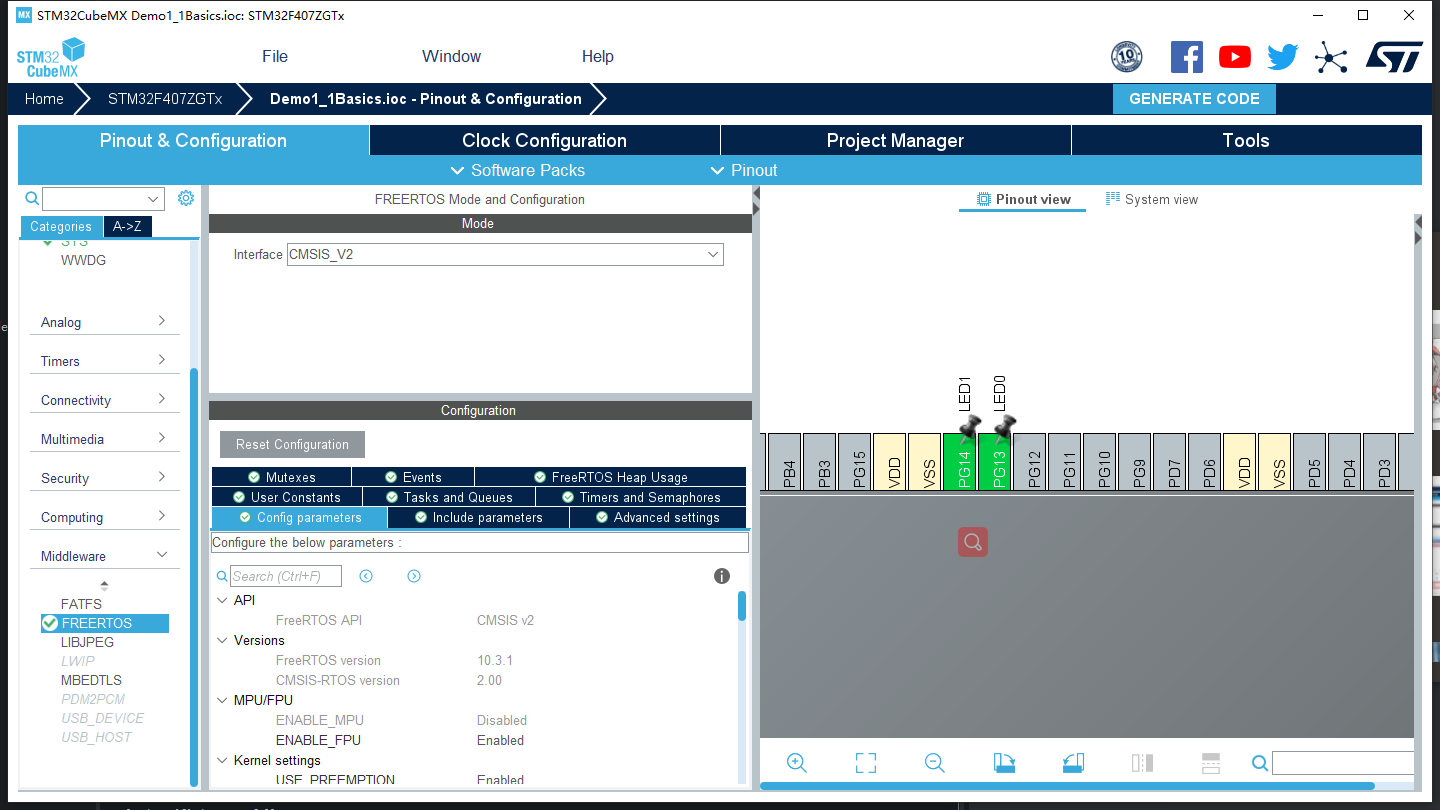 MX STM32CubeMX Demo1_1Basics.ioc: STM32F407ZGTx
STM32
CubeMX
File Window Help
10
Home STM32F407ZGTx Demo1_1Basics.ioc - Pinout & Configuration GENERATE CODE
Pinout & Configuration Clock Configuration Project Manager Tools
Software Packs Pinout
Categories A->Z
SYS
WWDG
Analog
Timers
Connectivity
Multimedia
Security
Computing
Middleware
FATFS
FREERTOS
LIBJPEG
LWIP
MBEDTLS
PDM2PCM
USB_DEVICE
USB_HOST
FREERTOS Mode and Configuration
Mode
Interface CMSIS_V2
Configuration
Reset Configuration
Mutexes Events FreeRTOS Heap Usage
User Constants Tasks and Queues Timers and Semaphores
Config parameters Include parameters Advanced settings
Configure the below parameters :
Search (Ctrl+F)
API
FreeRTOS API CMSIS v2
Versions
FreeRTOS version 10.3.1
CMSIS-RTOS version 2.00
MPU/FPU
ENABLE_MPU Disabled
ENABLE_FPU Enabled
Kernel settings
USE_PREEMPTION Enabled
Pinout view System view
LED1 LED0
PB4 PB3 PG15 VDD VSS PG14 PG13 PG12 PG11 PG10 PG9 PD7 PD6 VDD VSS PD5 PD4 PD3